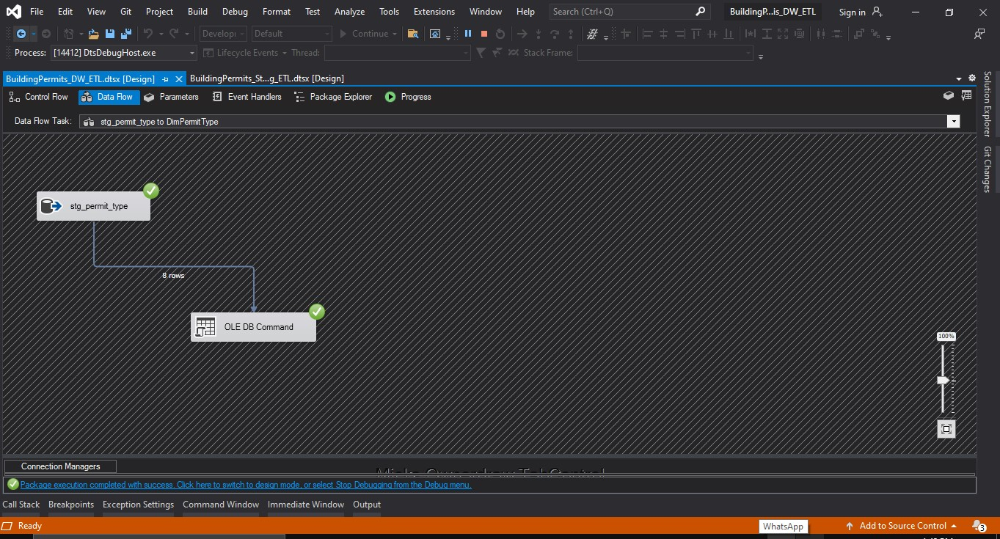 File Edit View Git Project Build Debug Format Test Analyze Tools Extensions Window Help Search (Ctrl+Q) BuildingP...is_DW_ETL Sign in
Developi Default Continue
Process: [14412] DtsDebugHost.exe Lifecycle Events Thread: Stack Frame:
BuildingPermits_DW_ETL.dtsx [Design] BuildingPermits_St...g_ETL.dtsx [Design]
Control Flow Data Flow Parameters Event Handlers Package Explorer Progress
Data Flow Task: stg_permit_type to DimPermitType
Solution Explorer
Git Changes
stg_permit_type
8 rows
OLE DB Command
100%
Connection Managers
Package execution completed with success. Click here to switch to design mode, or select Stop Debugging from the Debug menu.
Call Stack Breakpoints Exception Settings Command Window Immediate Window Output
Ready WhatsApp Add to Source Control 3